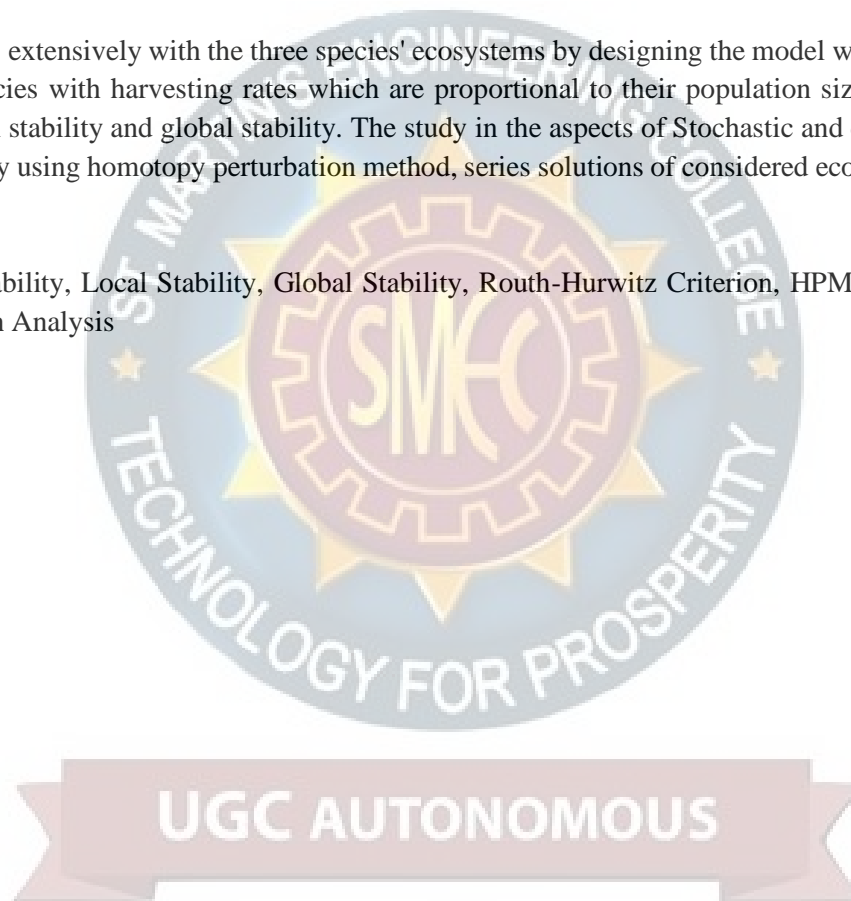 extensively with the three species' ecosystems by designing the model w
cies with harvesting rates which are proportional to their population siz
stability and global stability. The study in the aspects of Stochastic and
y using homotopy perturbation method, series solutions of considered eco
ability, Local Stability, Global Stability, Routh-Hurwitz Criterion, HPM
n Analysis
ST. MARTIN'S ENGINEERING COLLEGE
SMEC
TECHNOLOGY FOR PROSPERITY
UGC AUTONOMOUS